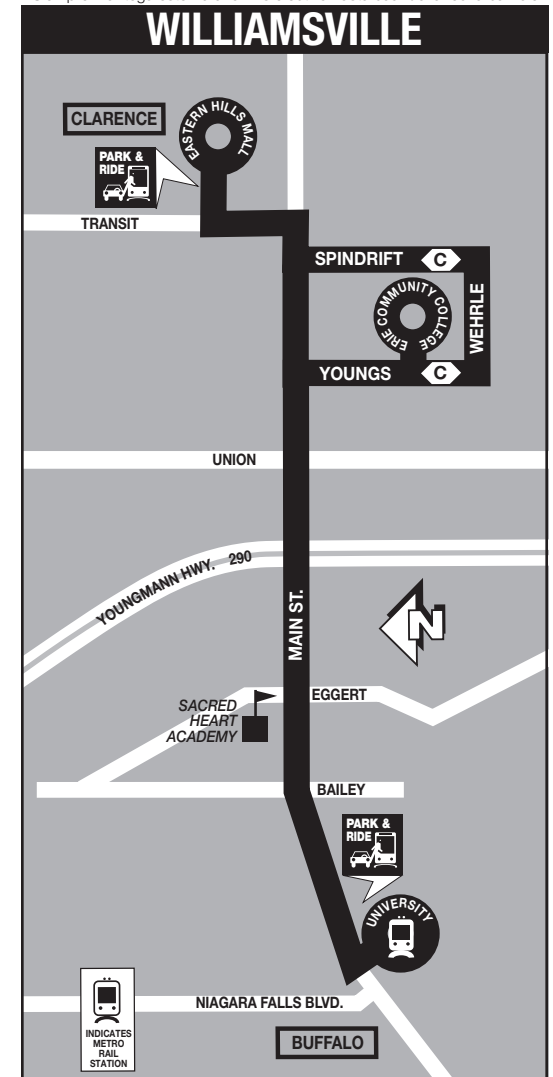 WILLIAMSVILLE
CLARENCE
EASTERN HILLS MALL
PARK &
RIDE
TRANSIT
SPINDRIFT
C
ERIE COMMUNITY COLLEGE
WEHRLE
YOUNGS
C
UNION
YOUNGMANN HWY. 290
MAIN ST.
N
EGGERT
SACRED
HEART
ACADEMY
BAILEY
PARK &
RIDE
UNIVERSITY
NIAGARA FALLS BLVD.
INDICATES
METRO
RAIL
STATION
BUFFALO